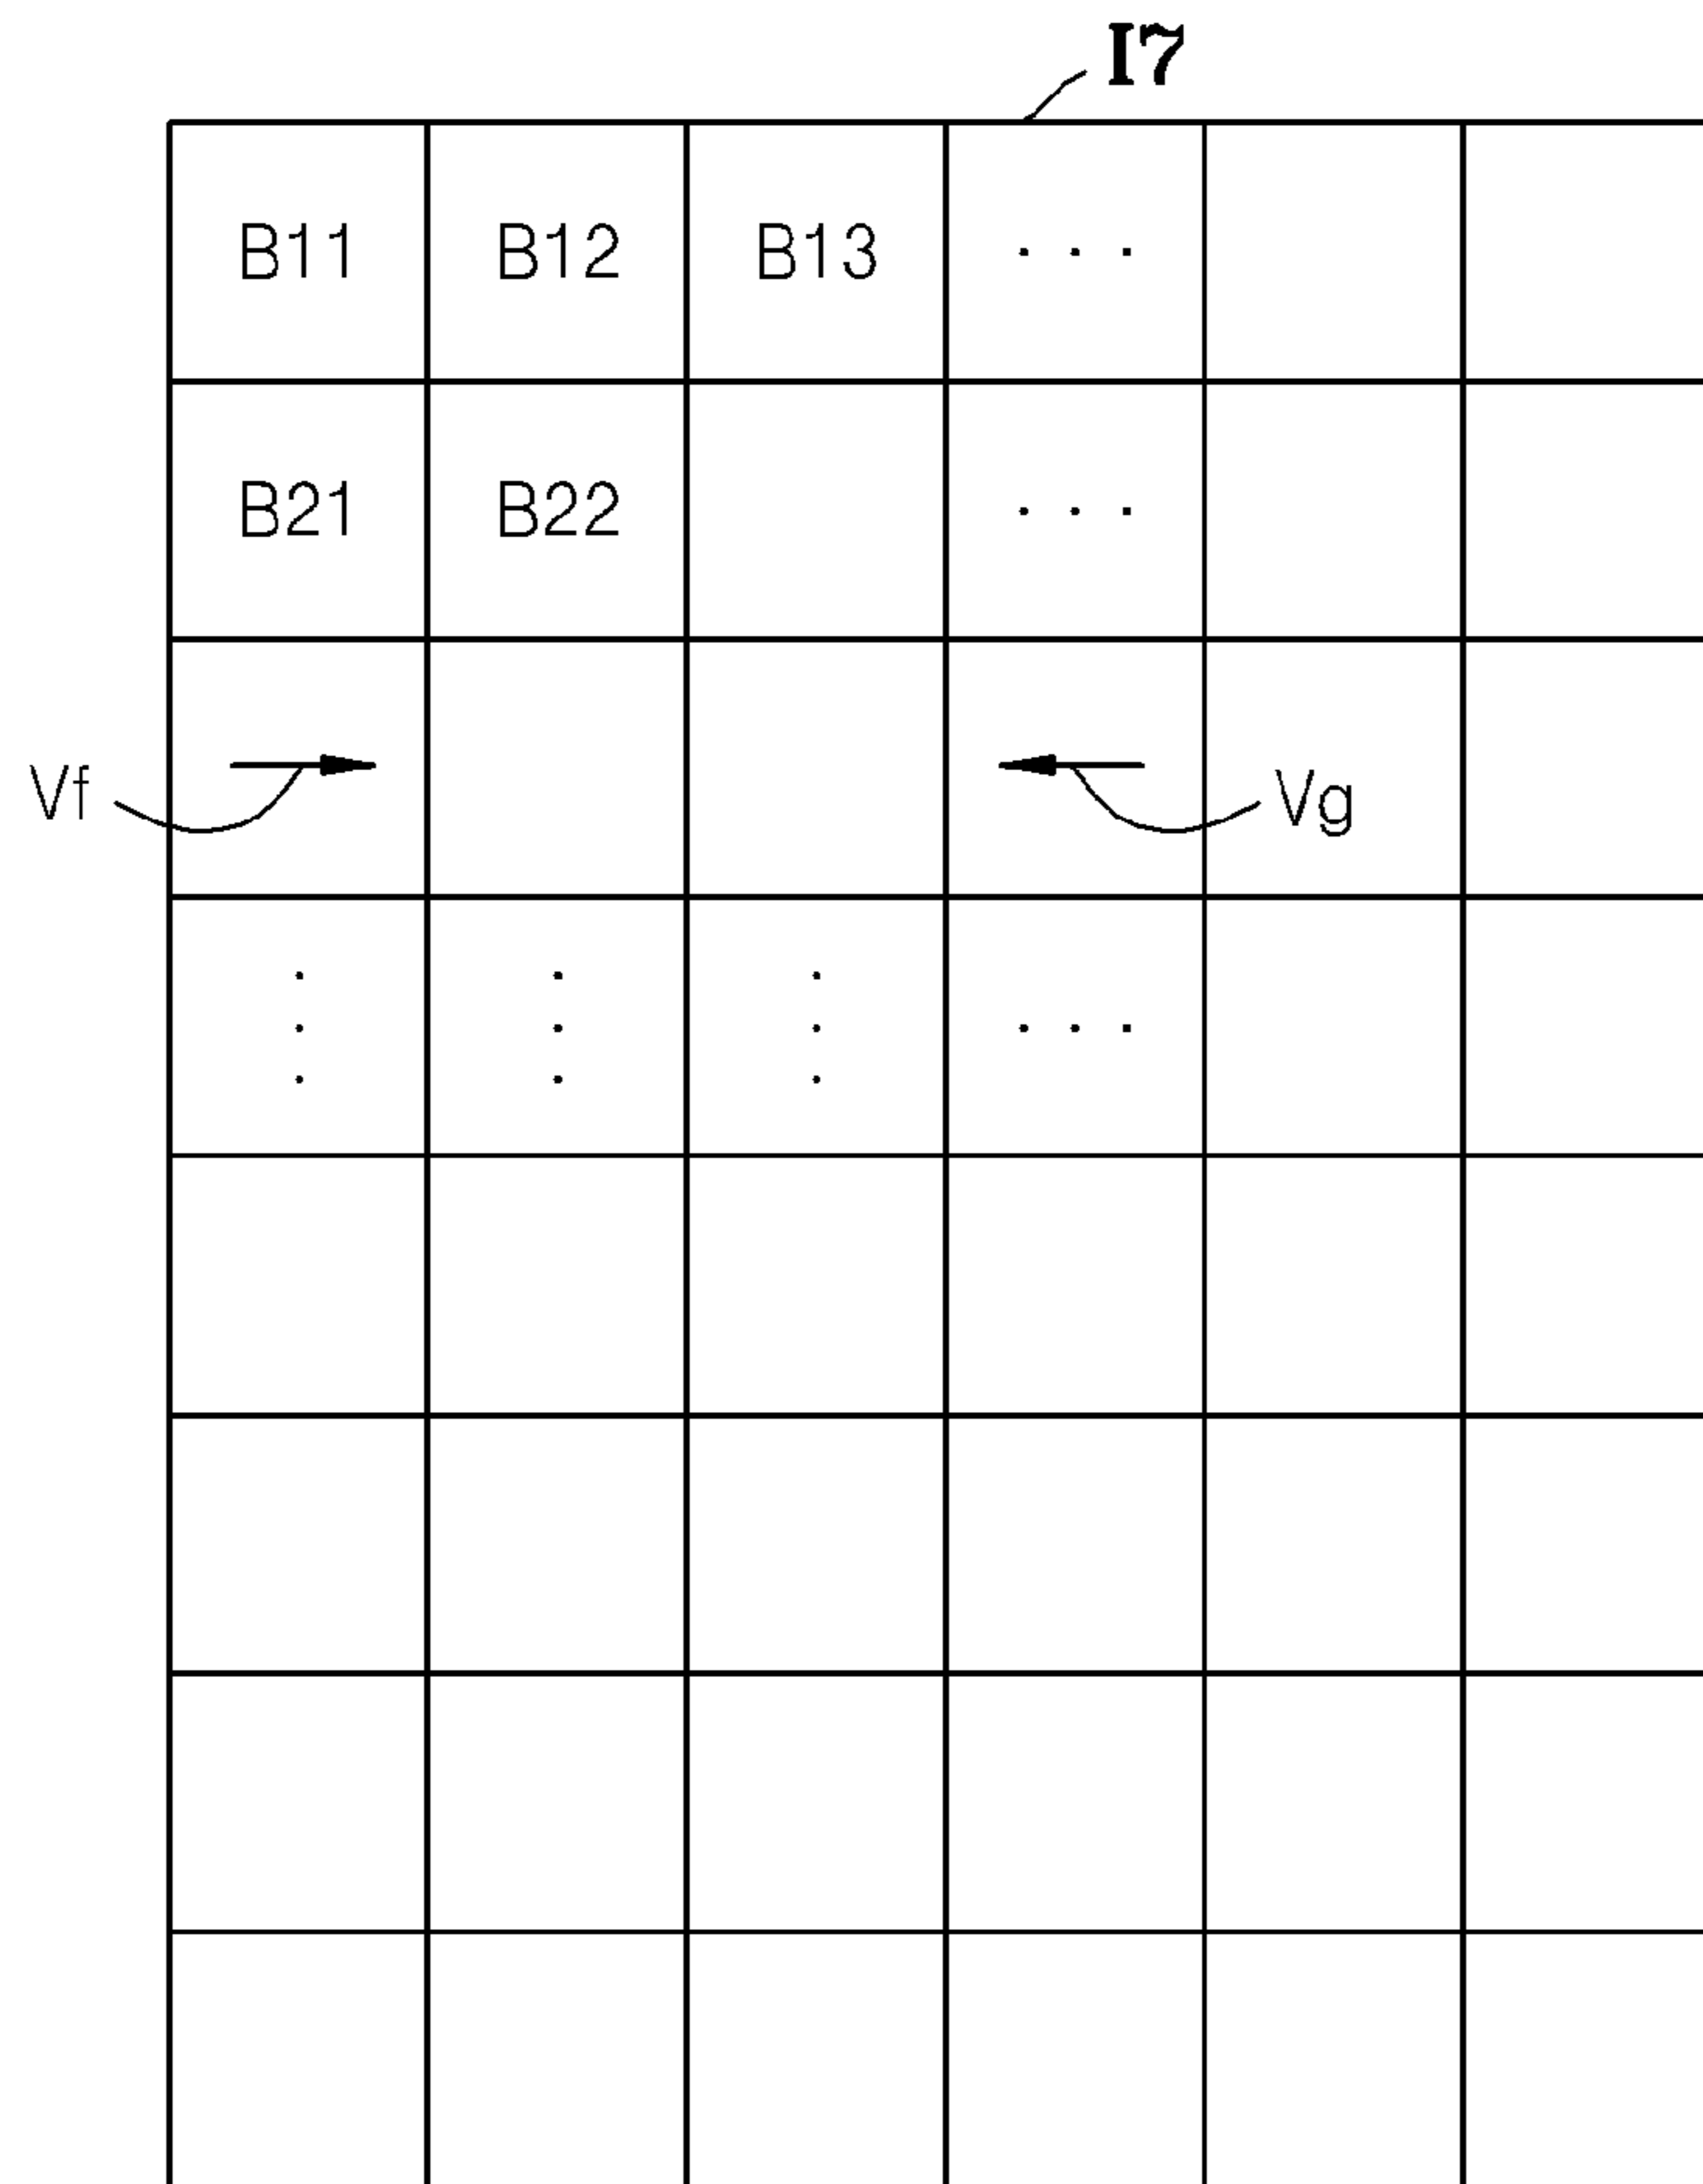 I7
B11 B12 B13 . . .
B21 B22 . . .
Vf Vg
. . . .
. . . . . .
. . .